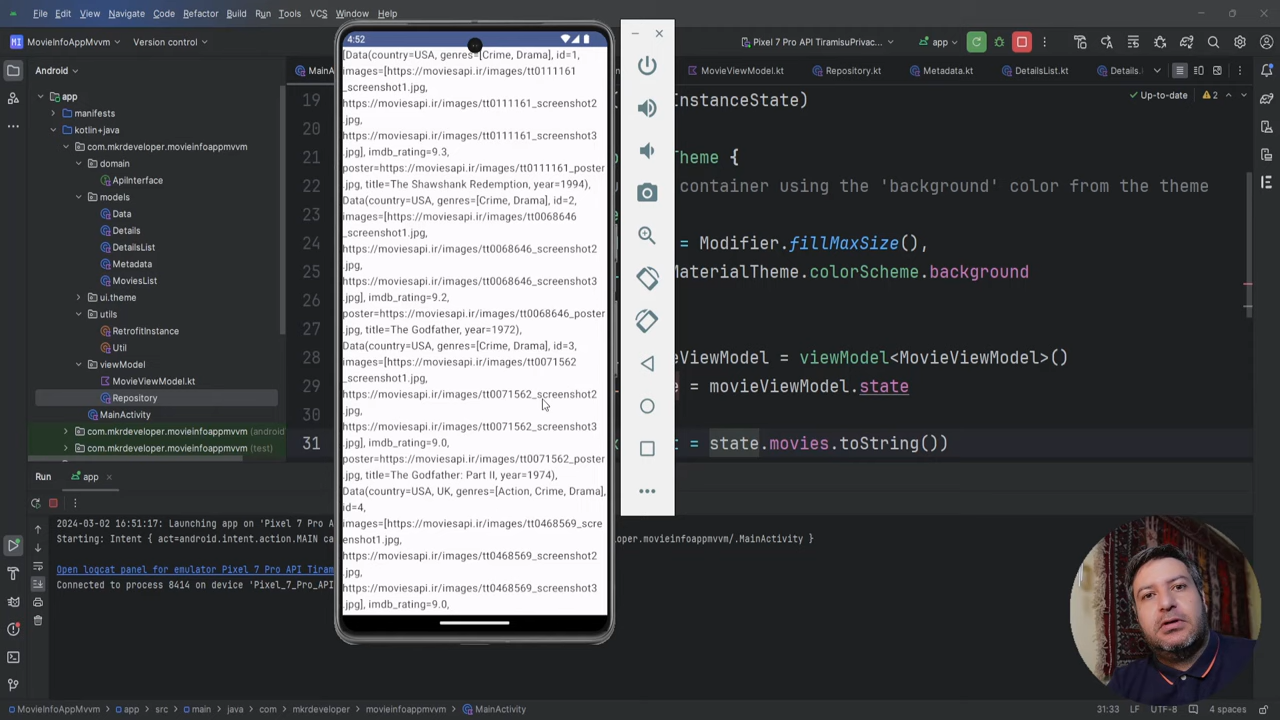 File Edit View Navigate Code Refactor Build Run Tools VCS Window Help
MI MovieInfoAppMvvm Version control
Pixel 7 Pro API TiramisuPrivac...
app
Android
MainA
MovieViewModel.kt
Repository.kt
Metadata.kt
DetailsList.kt
Details.
app
manifests
kotlin+java
com.mkrdeveloper.movieinfoappmvvm
domain
ApiInterface
models
Data
Details
DetailsList
Metadata
MoviesList
ui.theme
utils
RetrofitInstance
Util
viewModel
MovieViewModel.kt
Repository
MainActivity
com.mkrdeveloper.movieinfoappmvvm (android
com.mkrdeveloper.movieinfoappmvvm (test)
4:52
[Data(country=USA, genres=[Crime, Drama], id=1,
images=[https://moviesapi.ir/images/tt0111161
_screenshot1.jpg,
https://moviesapi.ir/images/tt0111161_screenshot2
.jpg,
https://moviesapi.ir/images/tt0111161_screenshot3
.jpg], imdb_rating=9.3,
poster=https://moviesapi.ir/images/tt0111161_poster
.jpg, title=The Shawshank Redemption, year=1994),
Data(country=USA, genres=[Crime, Drama], id=2,
images=[https://moviesapi.ir/images/tt0068646
_screenshot1.jpg,
https://moviesapi.ir/images/tt0068646_screenshot2
.jpg,
https://moviesapi.ir/images/tt0068646_screenshot3
.jpg], imdb_rating=9.2,
poster=https://moviesapi.ir/images/tt0068646_poster
.jpg, title=The Godfather, year=1972),
Data(country=USA, genres=[Crime, Drama], id=3,
images=[https://moviesapi.ir/images/tt0071562
_screenshot1.jpg,
https://moviesapi.ir/images/tt0071562_screenshot2
.jpg,
https://moviesapi.ir/images/tt0071562_screenshot3
.jpg], imdb_rating=9.0,
poster=https://moviesapi.ir/images/tt0071562_poster
.jpg, title=The Godfather: Part II, year=1974),
Data(country=USA, UK, genres=[Action, Crime, Drama],
id=4,
images=[https://moviesapi.ir/images/tt0468569_scre
enshot1.jpg,
https://moviesapi.ir/images/tt0468569_screenshot2
.jpg,
https://moviesapi.ir/images/tt0468569_screenshot3
.jpg], imdb_rating=9.0,
Up-to-date 2
19 InstanceState)
20
21 Theme {
22 container using the 'background' color from the theme
23
24 = Modifier.fillMaxSize(),
25 MaterialTheme.colorScheme.background
26
27
28 eViewModel = viewModel<MovieViewModel>()
29 e = movieViewModel.state
30
31 t = state.movies.toString())
Run app
2024-03-02 16:51:17: Launching app on 'Pixel 7 Pro A
Starting: Intent { act=android.intent.action.MAIN ca
oper.movieinfoappmvvm/.MainActivity }
Open logcat panel for emulator Pixel 7 Pro API Tiram
Connected to process 8414 on device 'Pixel_7_Pro_API
MovieInfoAppMvvm > app > src > main > java > com > mkrdeveloper > movieinfoappmvvm > MainActivity
31:33 LF UTF-8 4 spaces